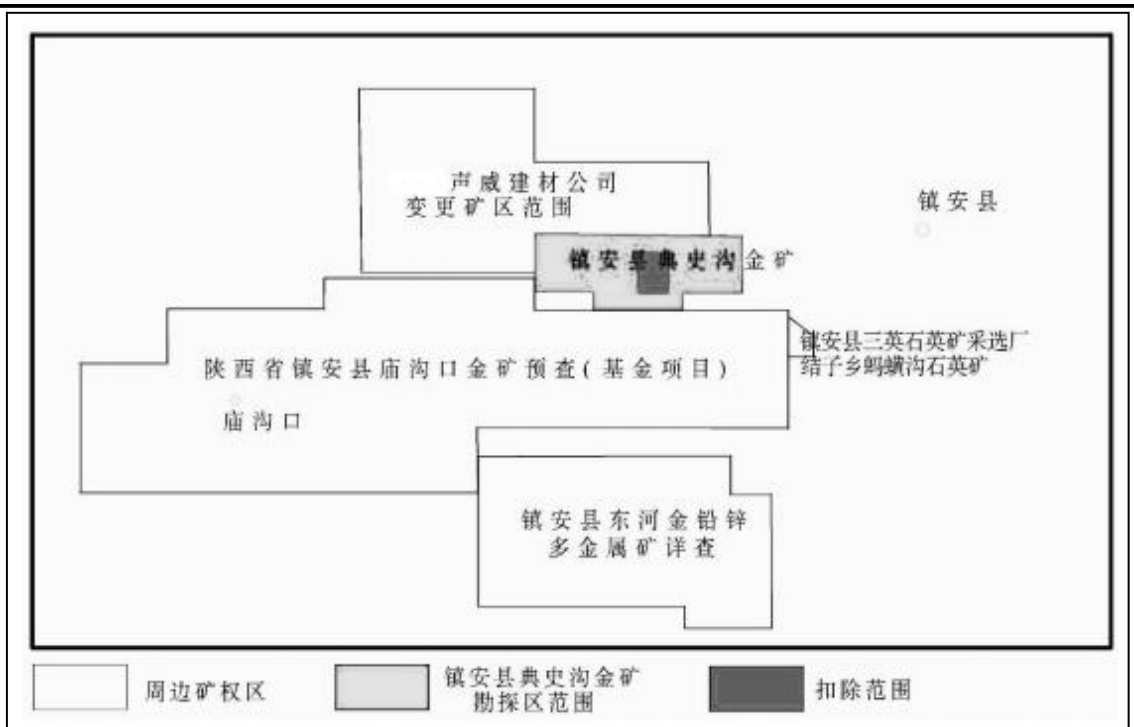 声威建材公司
变更矿区范围
镇安县
镇安县典史沟金矿
镇安县三英石英矿采选厂
结子乡蚂蟥沟石英矿
陕西省镇安县庙沟口金矿预查(基金项目)
庙沟口
镇安县东河金铅锌
多金属矿详查
周边矿权区
镇安县典史沟金矿
勘探区范围
扣除范围